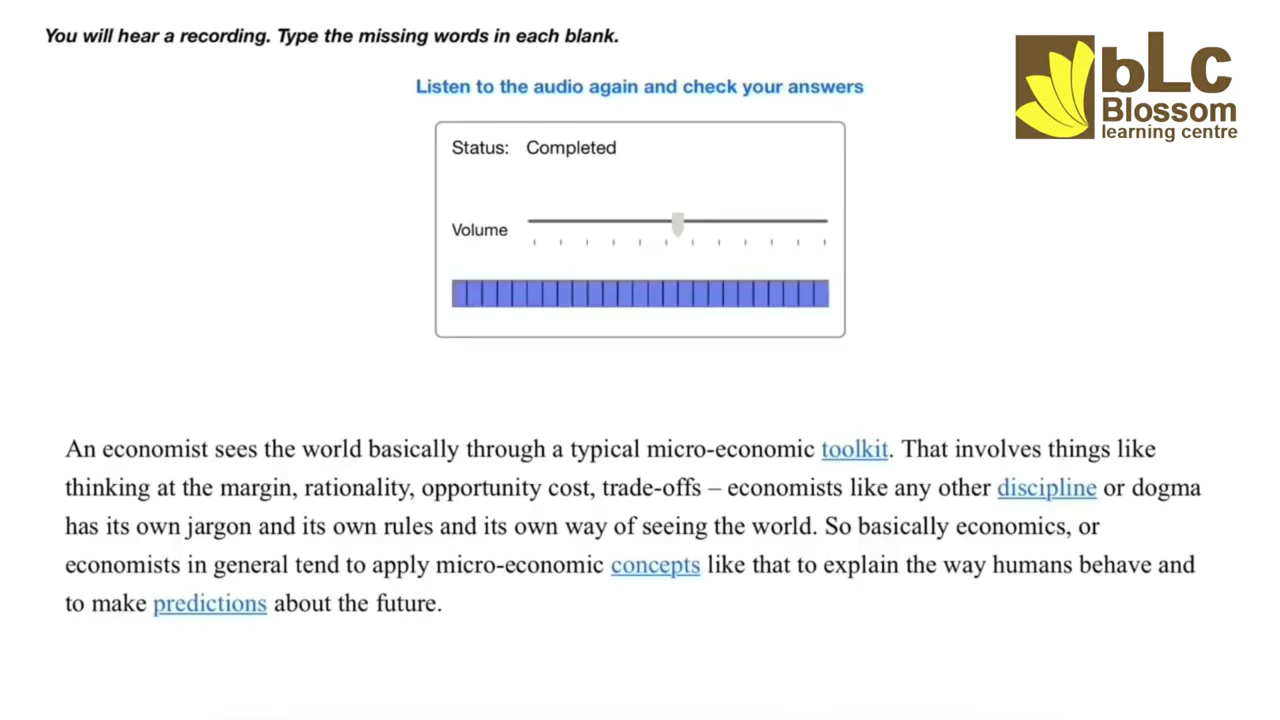 You will hear a recording. Type the missing words in each blank.
bLc
Blossom
learning centre
Listen to the audio again and check your answers
Status: Completed
Volume
An economist sees the world basically through a typical micro-economic toolkit. That involves things like
thinking at the margin, rationality, opportunity cost, trade-offs – economists like any other discipline or dogma
has its own jargon and its own rules and its own way of seeing the world. So basically economics, or
economists in general tend to apply micro-economic concepts like that to explain the way humans behave and
to make predictions about the future.